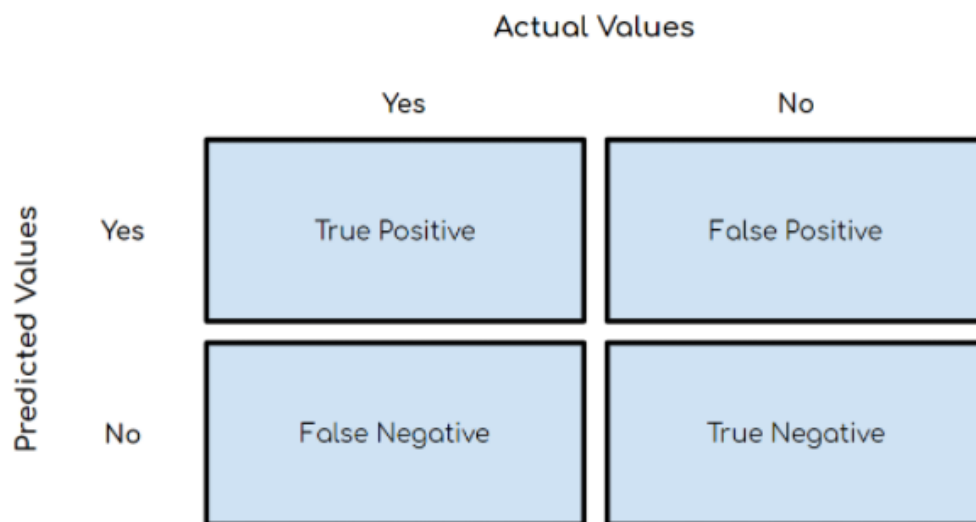 Actual Values
Yes
No
Predicted Values
Yes
True Positive
False Positive
No
False Negative
True Negative